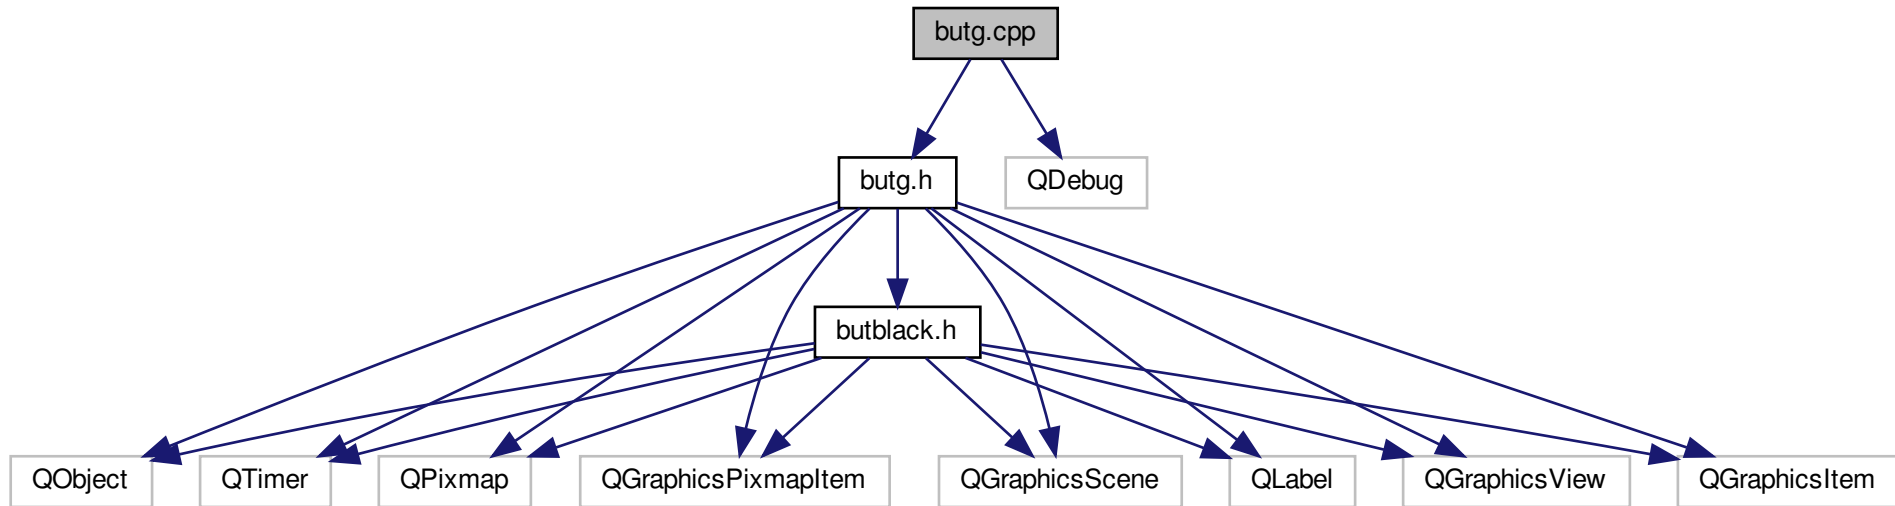 butg.cpp
butg.h
QDebug
butblack.h
QObject
QTimer
QPixmap
QGraphicsPixmapItem
QGraphicsScene
QLabel
QGraphicsView
QGraphicsItem